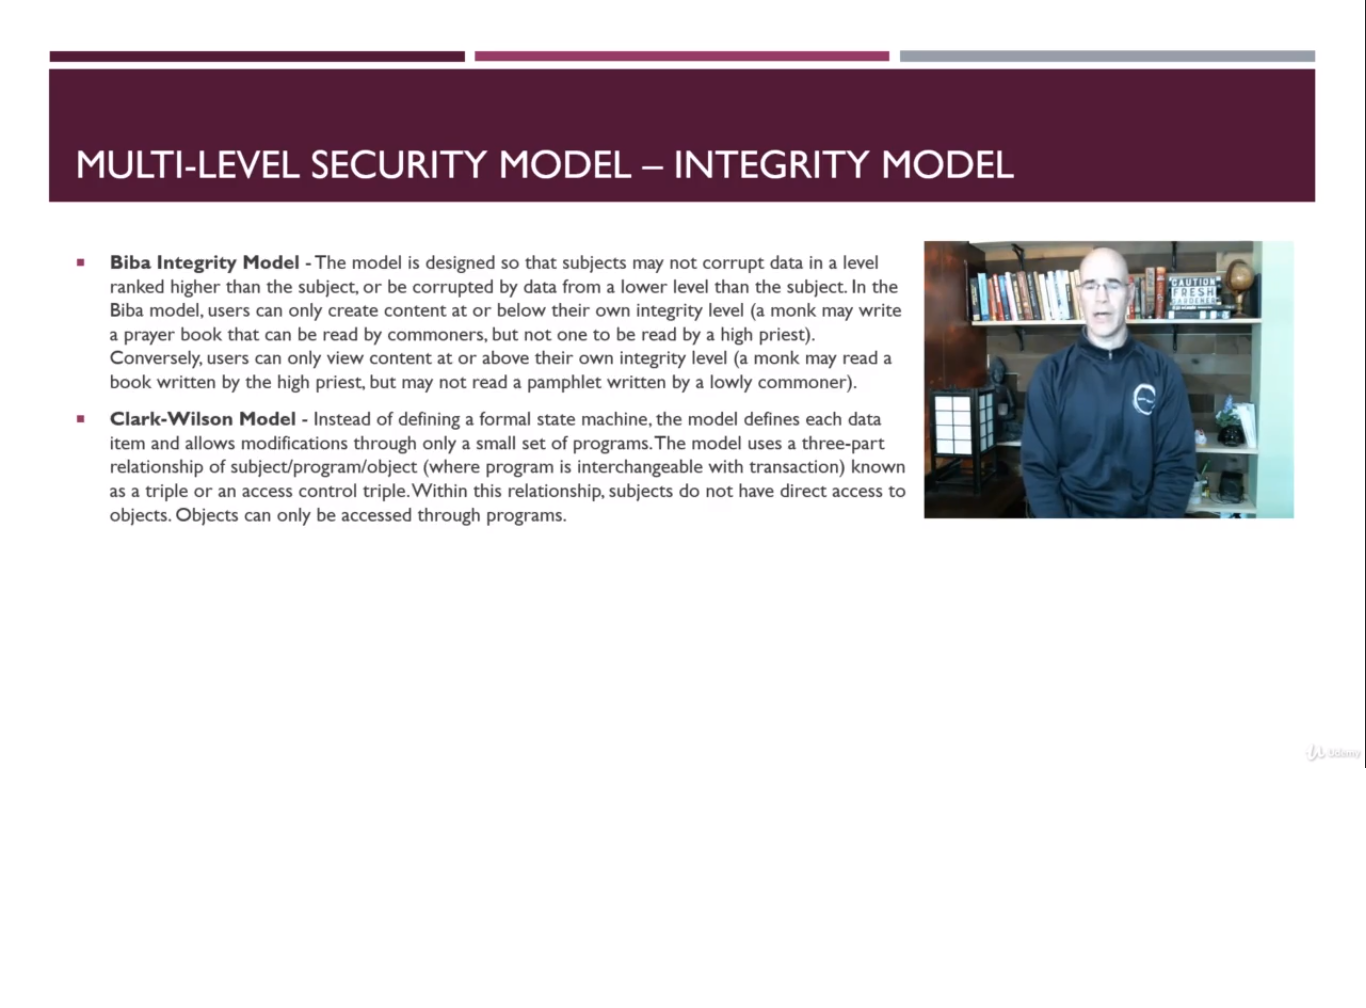 MULTI-LEVEL SECURITY MODEL – INTEGRITY MODEL
Biba Integrity Model - The model is designed so that subjects may not corrupt data in a level
ranked higher than the subject, or be corrupted by data from a lower level than the subject. In the
Biba model, users can only create content at or below their own integrity level (a monk may write
a prayer book that can be read by commoners, but not one to be read by a high priest).
Conversely, users can only view content at or above their own integrity level (a monk may read a
book written by the high priest, but may not read a pamphlet written by a lowly commoner).
Clark-Wilson Model - Instead of defining a formal state machine, the model defines each data
item and allows modifications through only a small set of programs. The model uses a three-part
relationship of subject/program/object (where program is interchangeable with transaction) known
as a triple or an access control triple. Within this relationship, subjects do not have direct access to
objects. Objects can only be accessed through programs.
CAUTION
FRESH
Udemy